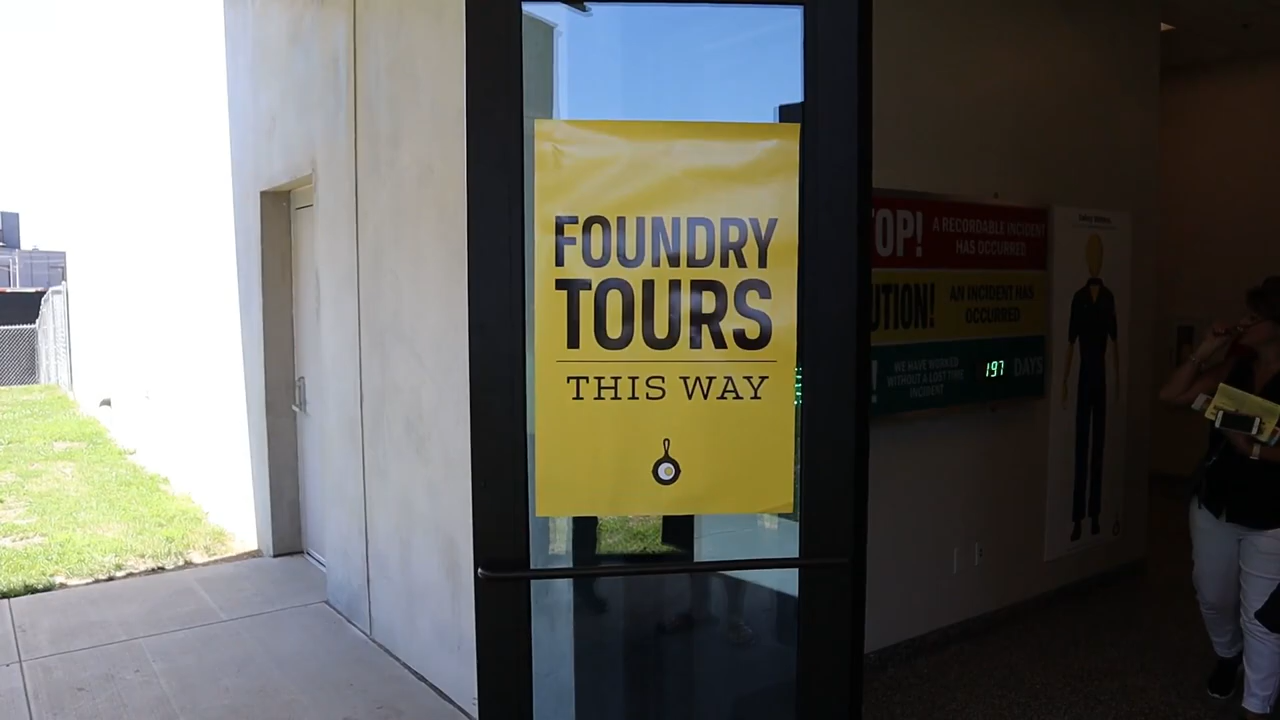 FOUNDRY
TOURS
THIS WAY
OP!
A RECORDABLE INCIDENT
HAS OCCURRED
UTION!
AN INCIDENT HAS
OCCURRED
!
WE HAVE WORKED
WITHOUT A LOST TIME
INCIDENT
197
DAYS